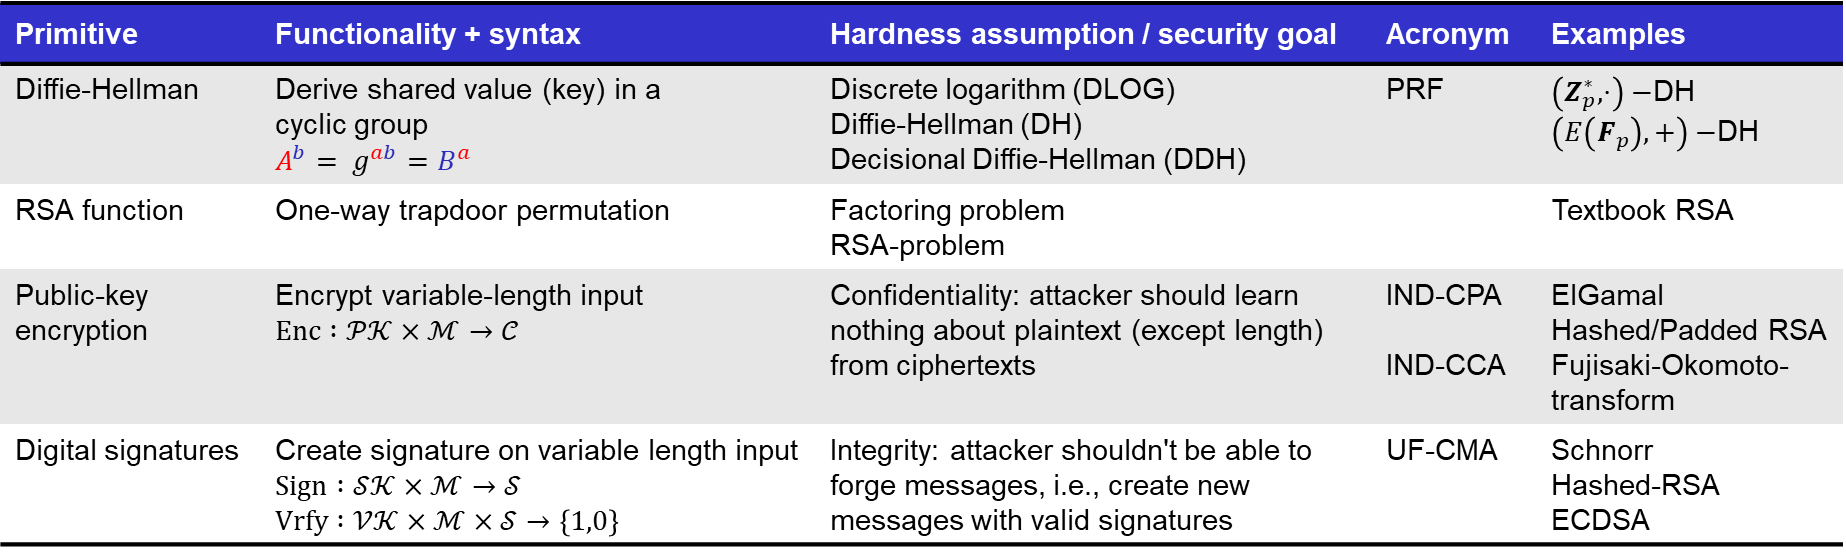 Primitive	Functionality + syntax	Hardness assumption / security goal	Acronym	Examples
Diffie-Hellman	Derive shared value (key) in a	Discrete logarithm (DLOG)	PRF	(𝒁ₚ*,·) −DH
cyclic group	Diffie-Hellman (DH)	(E(𝑭ₚ), +) −DH
Aᵇ = gᵃᵇ = Bᵃ	Decisional Diffie-Hellman (DDH)
RSA function	One-way trapdoor permutation	Factoring problem	Textbook RSA
RSA-problem
Public-key	Encrypt variable-length input	Confidentiality: attacker should learn	IND-CPA	ElGamal
encryption	Enc : 𝒫𝒦 × ℳ → 𝒞	nothing about plaintext (except length)	Hashed/Padded RSA
from ciphertexts	IND-CCA	Fujisaki-Okomoto-
transform
Digital signatures	Create signature on variable length input	Integrity: attacker shouldn't be able to	UF-CMA	Schnorr
Sign : 𝒮𝒦 × ℳ → 𝒮	forge messages, i.e., create new	Hashed-RSA
Vrfy : 𝒱𝒦 × ℳ × 𝒮 → {1,0}	messages with valid signatures	ECDSA